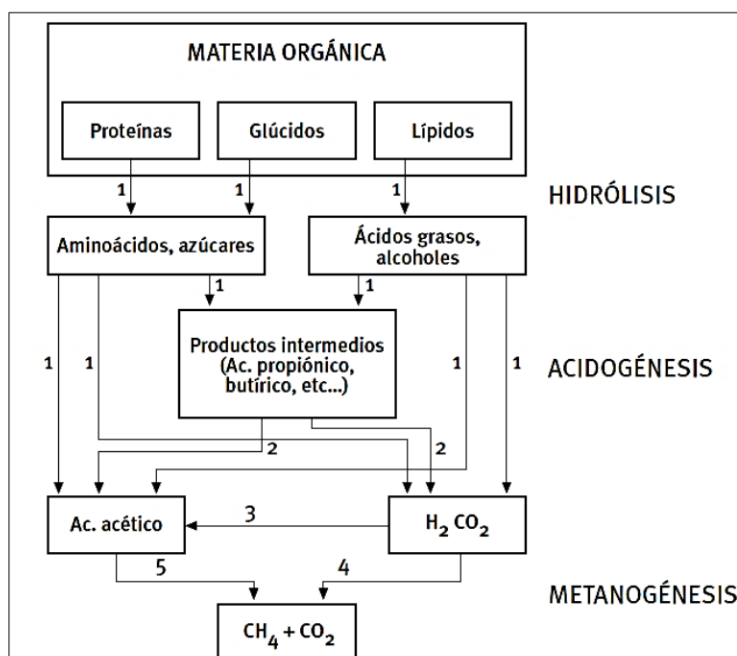 MATERIA ORGÁNICA
Proteínas
Glúcidos
Lípidos
1
1
1
HIDRÓLISIS
Aminoácidos, azúcares
Ácidos grasos,
alcoholes
1
1
Productos intermedios
(Ac. propiónico,
butírico, etc...)
1
1
1
1
ACIDOGÉNESIS
2
2
Ac. acético
3
H2 CO2
5
4
METANOGÉNESIS
CH4 + CO2